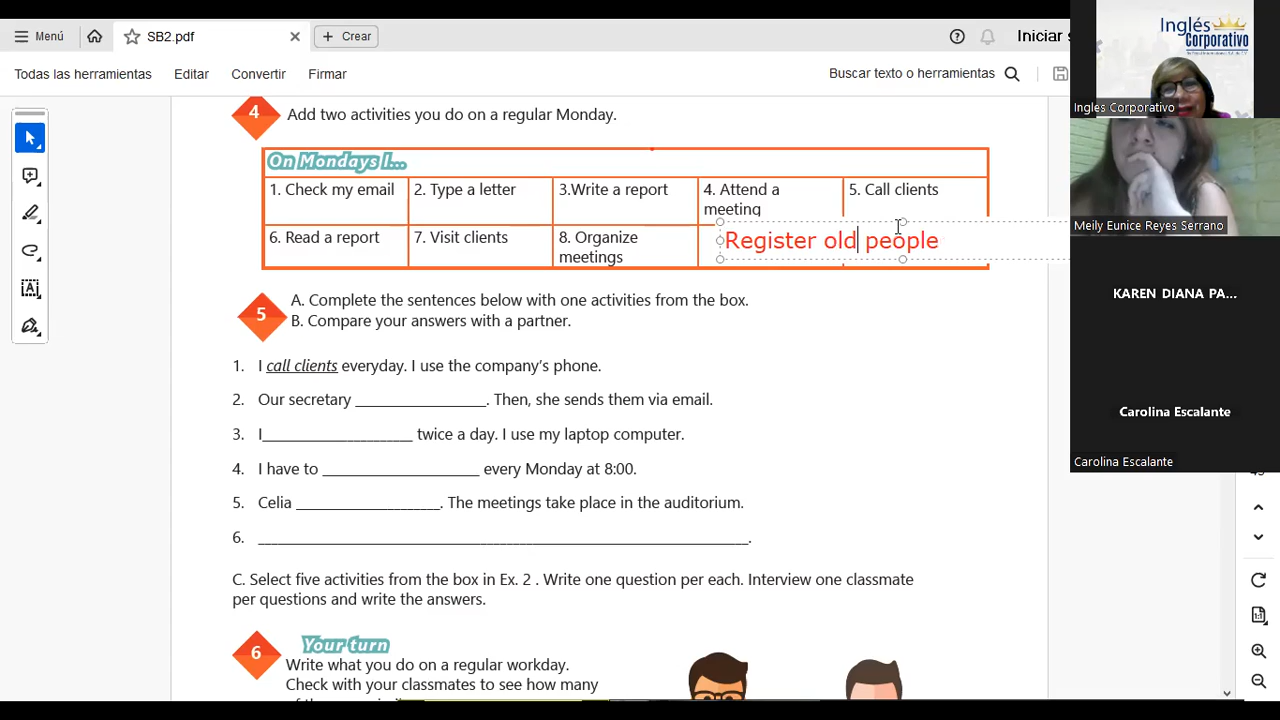 Menú
SB2.pdf
Crear
Iniciar s
Todas las herramientas
Editar
Convertir
Firmar
Buscar texto o herramientas
4 Add two activities you do on a regular Monday.
On Mondays I...
1. Check my email 2. Type a letter 3.Write a report 4. Attend a meeting 5. Call clients
6. Read a report 7. Visit clients 8. Organize meetings Register old people
5 A. Complete the sentences below with one activities from the box.
B. Compare your answers with a partner.
1. I call clients everyday. I use the company's phone.
2. Our secretary ________________. Then, she sends them via email.
3. I____________________ twice a day. I use my laptop computer.
4. I have to ____________________ every Monday at 8:00.
5. Celia __________________. The meetings take place in the auditorium.
6. ____________________________________________________________.
C. Select five activities from the box in Ex. 2 . Write one question per each. Interview one classmate
per questions and write the answers.
6 Your turn
Write what you do on a regular workday.
Check with your classmates to see how many
Inglés
Corporativo
Ingles Corporativo
Meily Eunice Reyes Serrano
KAREN DIANA PA...
Carolina Escalante
Carolina Escalante